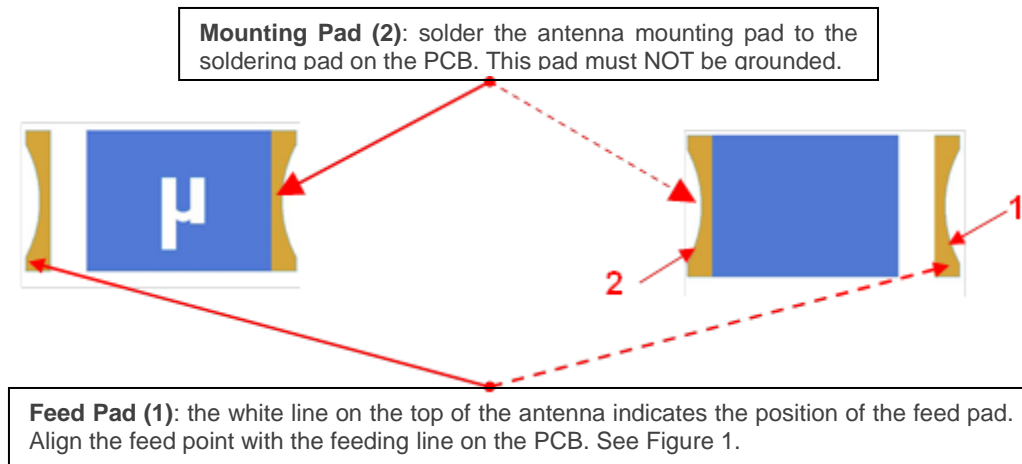 Mounting Pad (2): solder the antenna mounting pad to the
soldering pad on the PCB. This pad must NOT be grounded.
µ
1
2
Feed Pad (1): the white line on the top of the antenna indicates the position of the feed pad.
Align the feed point with the feeding line on the PCB. See Figure 1.